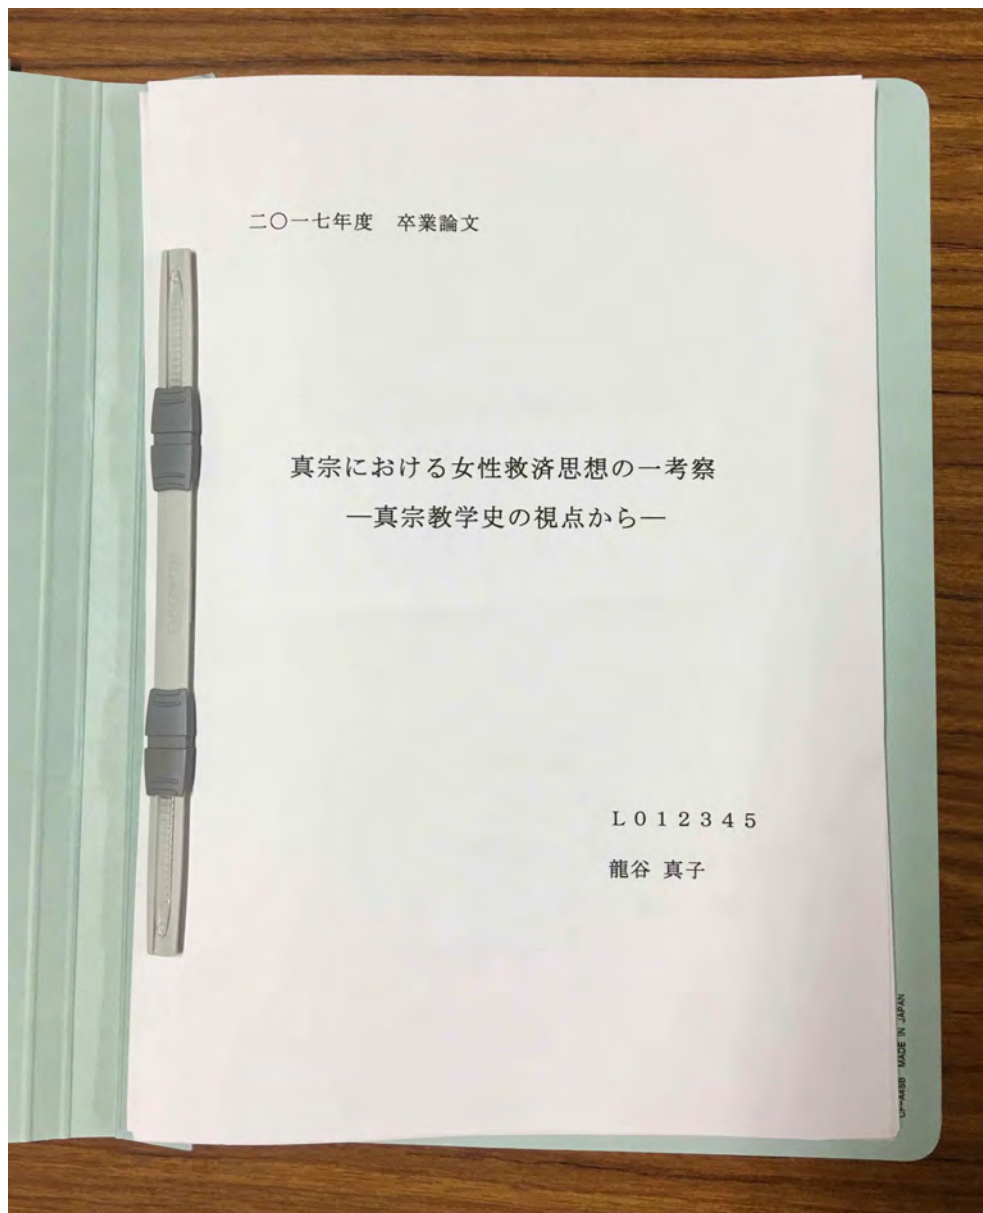 二〇一七年度　卒業論文
真宗における女性救済思想の一考察
―真宗教学史の視点から―
Ｌ０１２３４５
龍谷 真子
MADE IN JAPAN